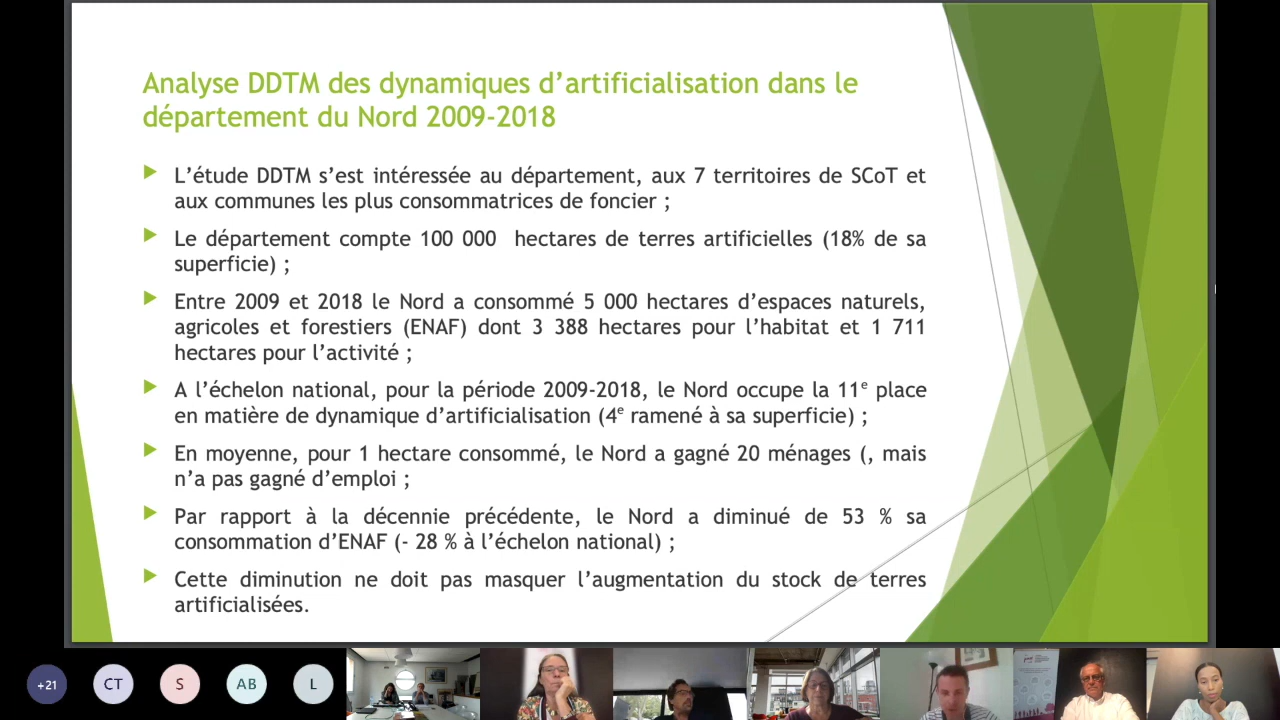 Analyse DDTM des dynamiques d’artificialisation dans le
département du Nord 2009-2018
L’étude DDTM s’est intéressée au département, aux 7 territoires de SCoT et
aux communes les plus consommatrices de foncier ;
Le département compte 100 000 hectares de terres artificielles (18% de sa
superficie) ;
Entre 2009 et 2018 le Nord a consommé 5 000 hectares d’espaces naturels,
agricoles et forestiers (ENAF) dont 3 388 hectares pour l’habitat et 1 711
hectares pour l’activité ;
A l’échelon national, pour la période 2009-2018, le Nord occupe la 11e place
en matière de dynamique d’artificialisation (4e ramené à sa superficie) ;
En moyenne, pour 1 hectare consommé, le Nord a gagné 20 ménages (, mais
n’a pas gagné d’emploi ;
Par rapport à la décennie précédente, le Nord a diminué de 53 % sa
consommation d’ENAF (- 28 % à l’échelon national) ;
Cette diminution ne doit pas masquer l’augmentation du stock de terres
artificialisées.
+21 CT S AB L